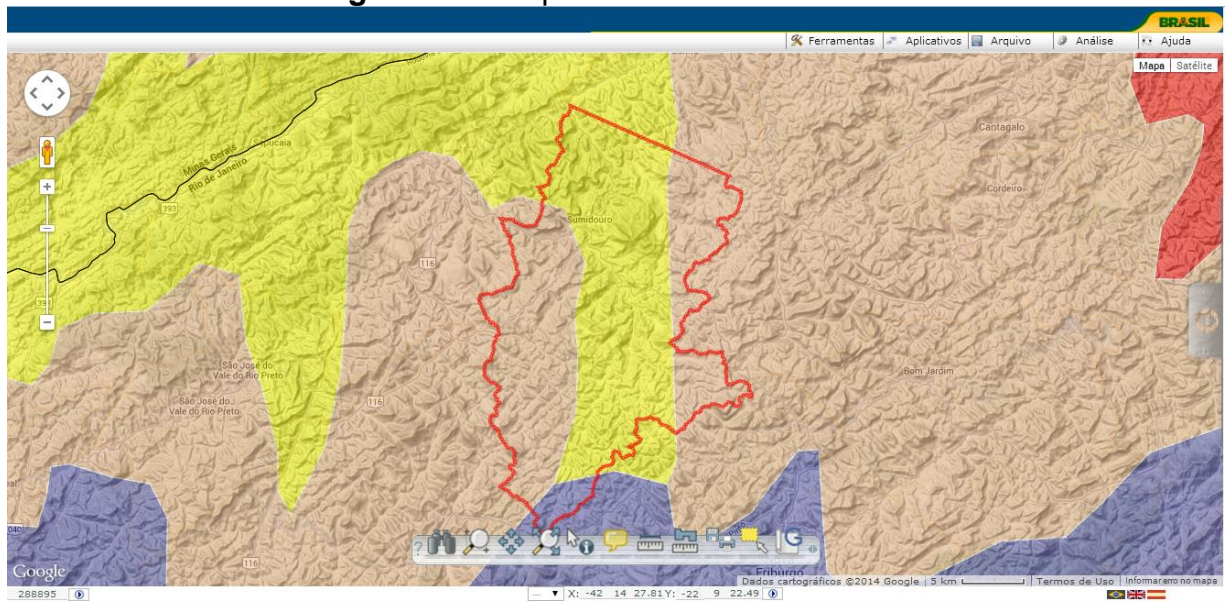 BRASIL
Ferramentas Aplicativos Arquivo Análise Ajuda
Mapa Satélite
Cantagalo
Sapucaia
Minas Gerais
Rio de Janeiro
Cordeiro
393
Sumidouro
116
393
São José do
Vale do Rio Preto
Bom Jardim
São José do
Vale do Rio Preto
116
040
116
Friburgo
Google
Dados cartográficos ©2014 Google 5 km Termos de Uso Informar erro no mapa
288895 X: -42 14 27.81 Y: -22 9 22.49